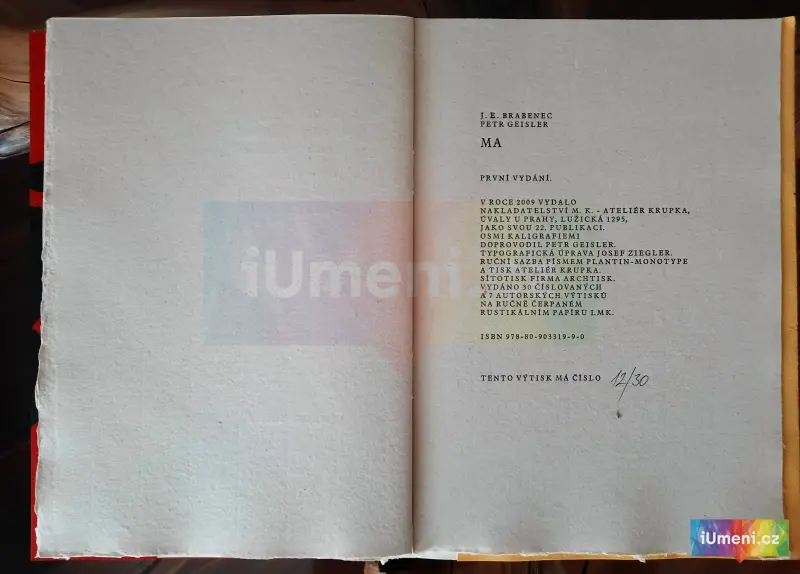 J. E. BRABENEC
PETR GEISLER
MA
PRVNÍ VYDÁNÍ.
V ROCE 2009 VYDALO
NAKLADATELSTVÍ M. K. - ATELIÉR KRUPKA,
ÚVALY U PRAHY, LUŽICKÁ 1295,
JAKO SVOU 22. PUBLIKACI.
OSMI KALIGRAFIEMI
DOPROVODIL PETR GEISLER.
TYPOGRAFICKÁ ÚPRAVA JOSEF ZIEGLER.
RUČNÍ SAZBA PÍSMEM PLANTIN-MONOTYPE
A TISK ATELIÉR KRUPKA.
SÍTOTISK FIRMA ARCHTISK.
VYDÁNO 30 ČÍSLOVANÝCH
A 7 AUTORSKÝCH VÝTISKŮ
NA RUČNĚ ČERPANÉM
RUSTIKÁLNÍM PAPÍRU LMK.
ISBN 978-80-903319-9-0
TENTO VÝTISK MÁ ČÍSLO 12/30
iUmeni.cz
iUmeni.cz